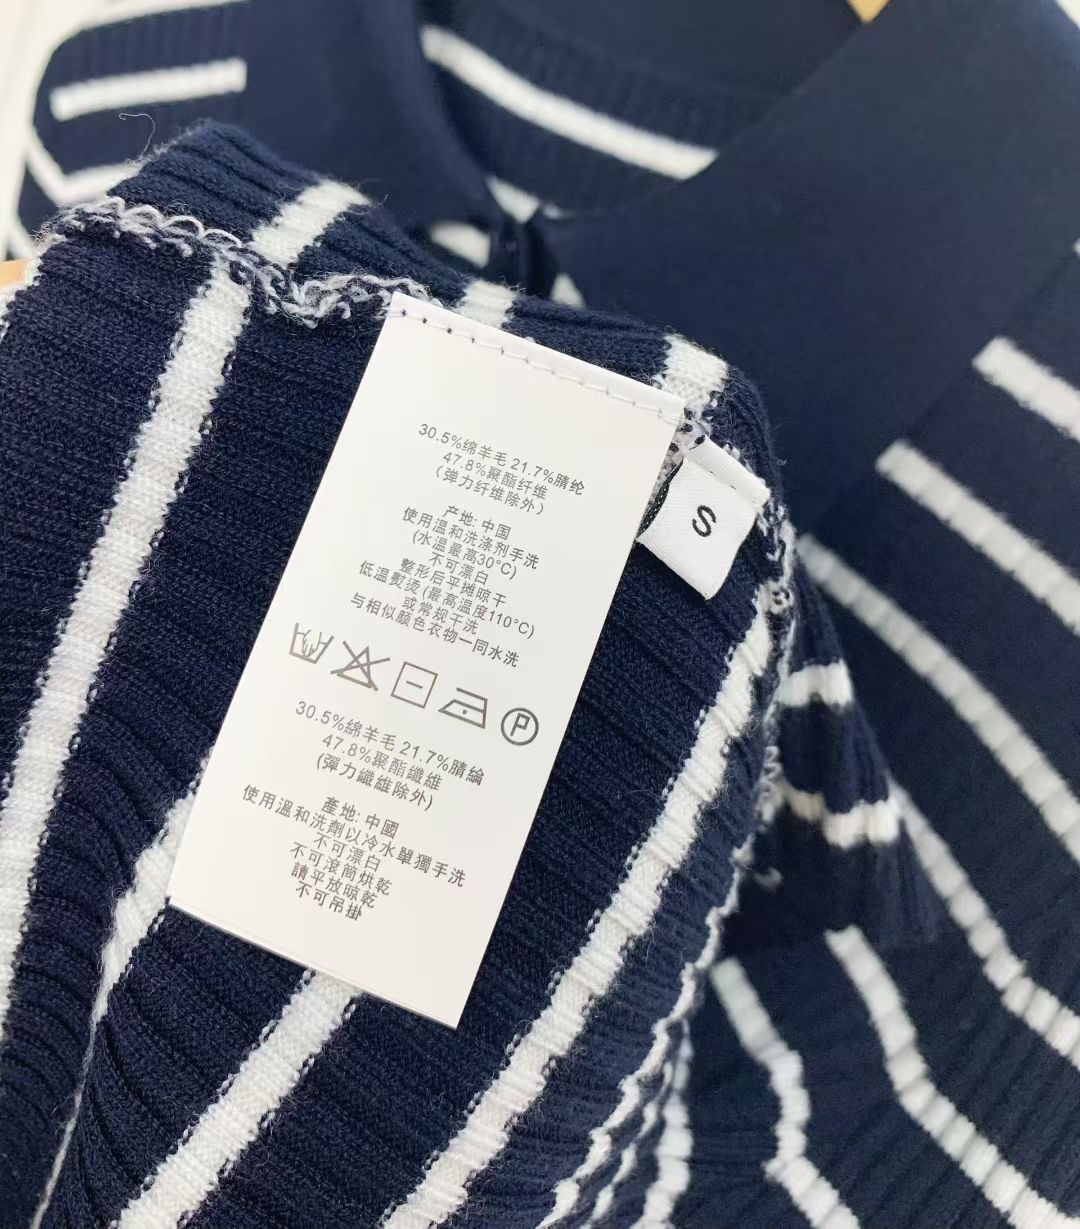 30.5%绵羊毛 21.7%腈纶
47.8%聚酯纤维
（弹力纤维除外）
产地: 中国
使用温和洗涤剂手洗
(水温最高30°C)
不可漂白
整形后平摊晾干
低温熨烫 (最高温度110°C)
或常规干洗
与相似颜色衣物一同水洗
P
30.5%綿羊毛 21.7%腈綸
47.8%聚酯纖維
(彈力纖維除外)
產地: 中國
使用溫和洗劑以冷水單獨手洗
不可漂白
不可滾筒烘乾
請平放晾乾
不可吊掛
S